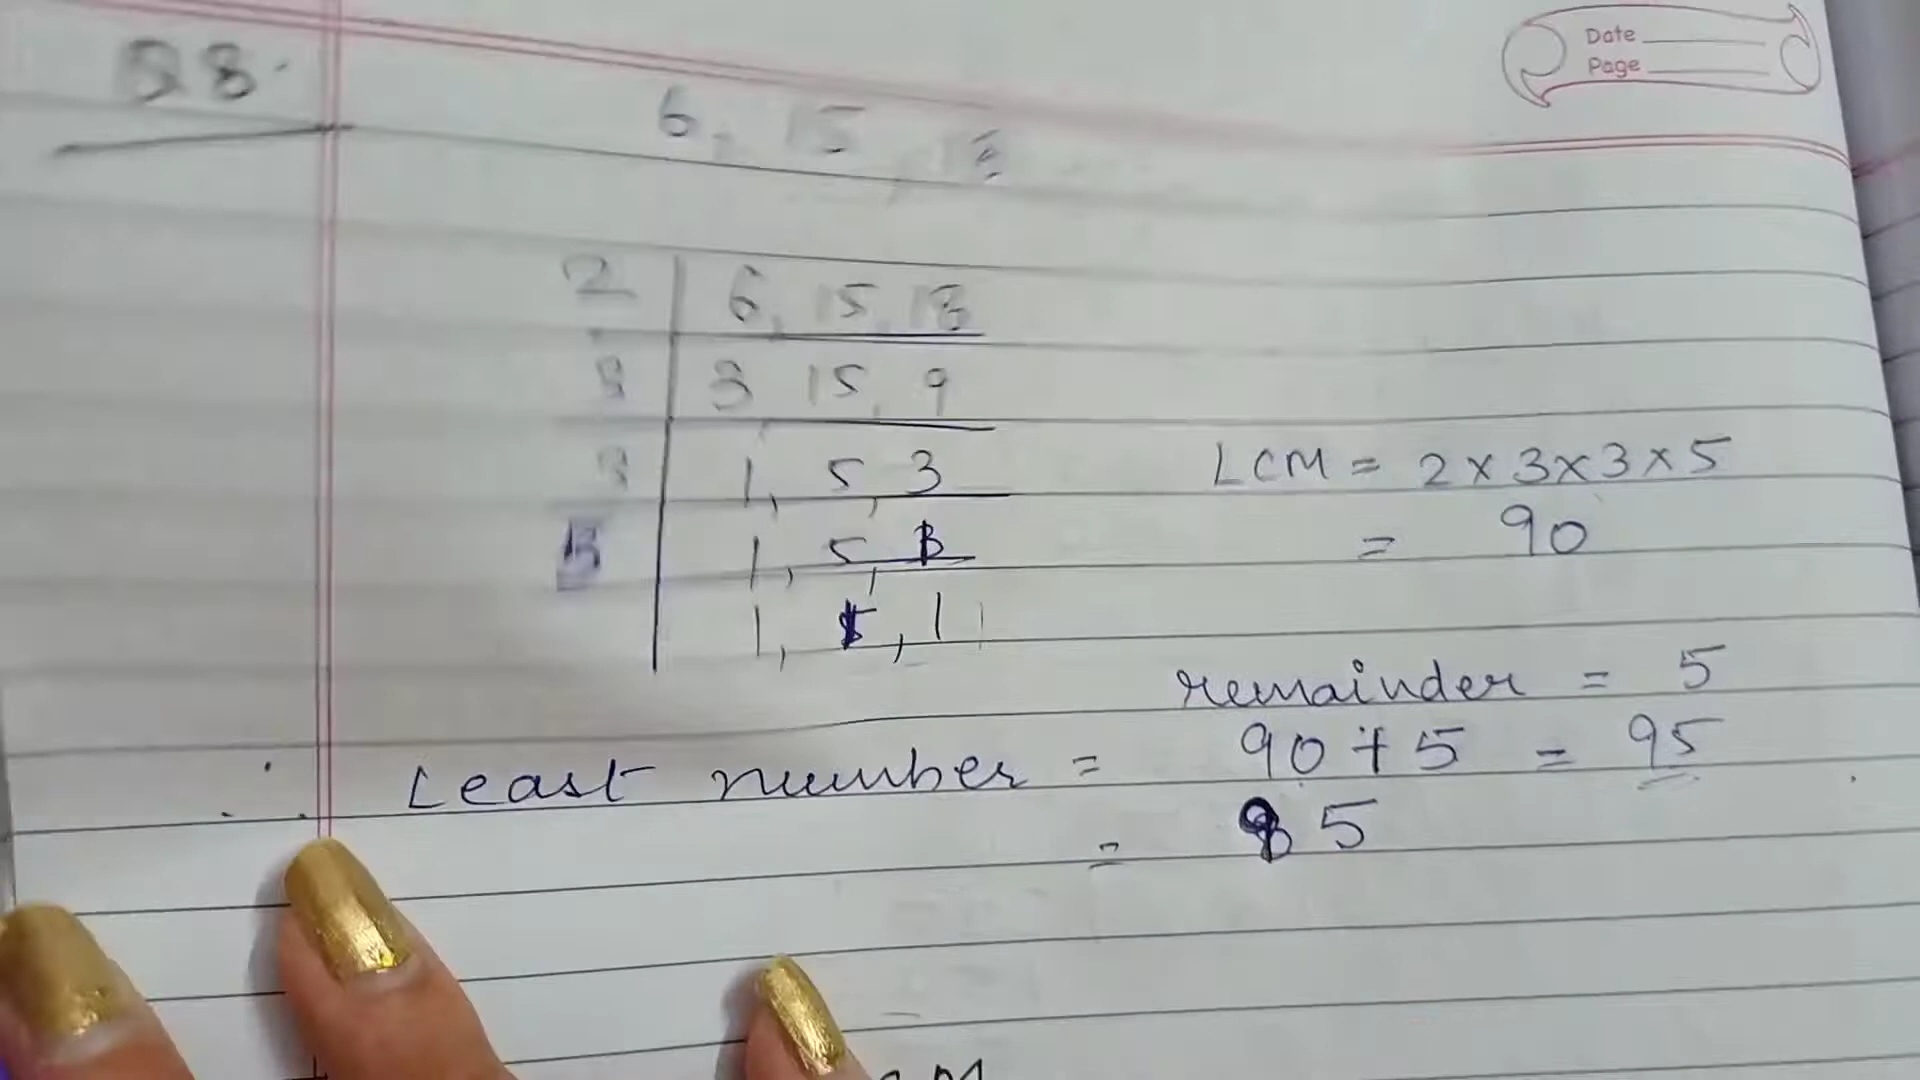 Date
Page
Q8.
6, 15, 18
2 | 6, 15, 18
3 | 3 15, 9
3 | 1, 5, 3
5 | 1, 5, 1
1, 1, 1
LCM = 2 x 3 x 3 x 5
= 90
remainder = 5
∴ Least number = 90 + 5 = 95
= 95